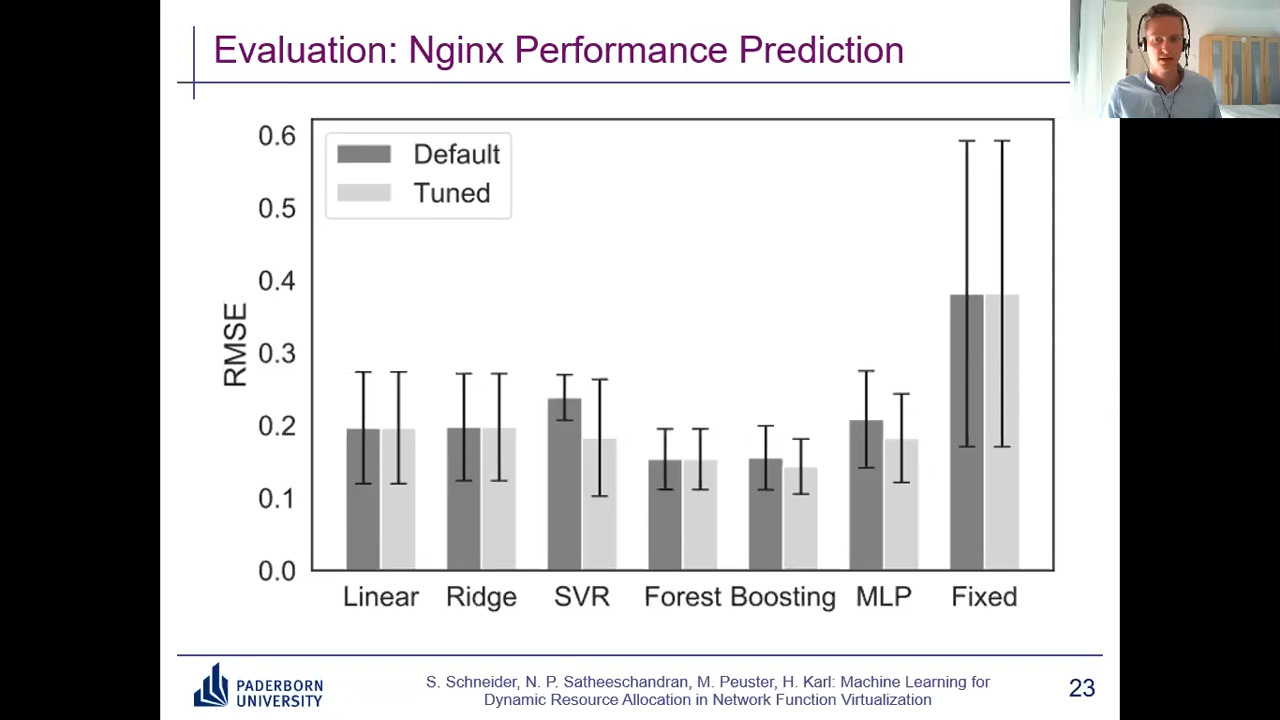 Evaluation: Nginx Performance Prediction
0.6
0.5
0.4
0.3
0.2
0.1
0.0
RMSE
Default
Tuned
Linear Ridge SVR Forest Boosting MLP Fixed
PADERBORN
UNIVERSITY
S. Schneider, N. P. Satheeschandran, M. Peuster, H. Karl: Machine Learning for
Dynamic Resource Allocation in Network Function Virtualization
23